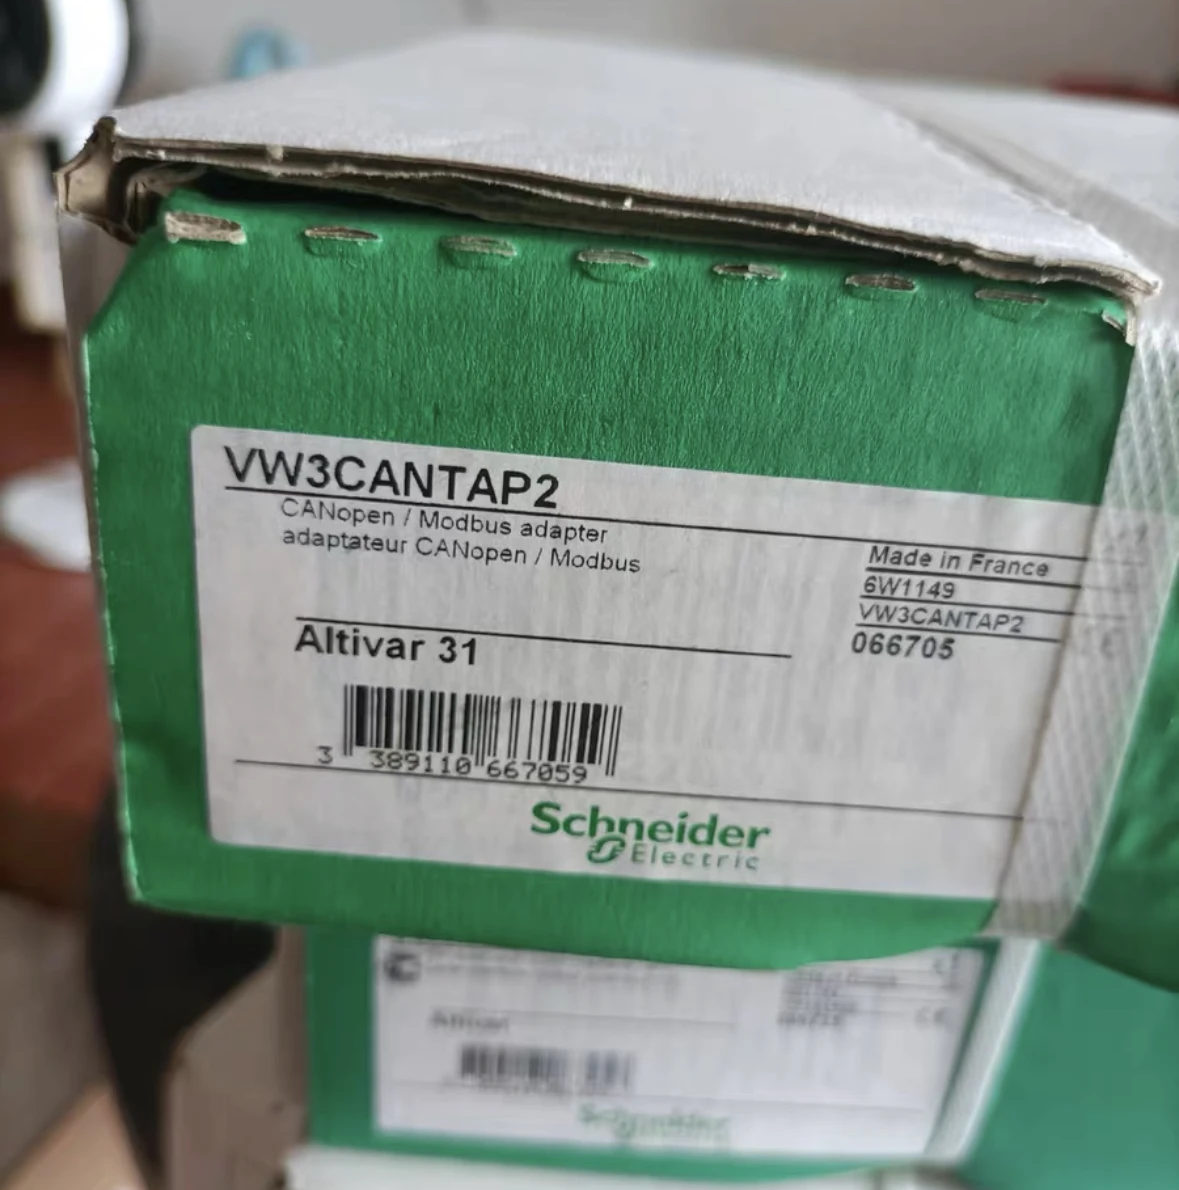 VW3CANTAP2
CANopen / Modbus adapter
adaptateur CANopen / Modbus
Made in France
6W1149
VW3CANTAP2
066705
Altivar 31
3 389110 667059
Schneider
Electric
Altivar
Schneider